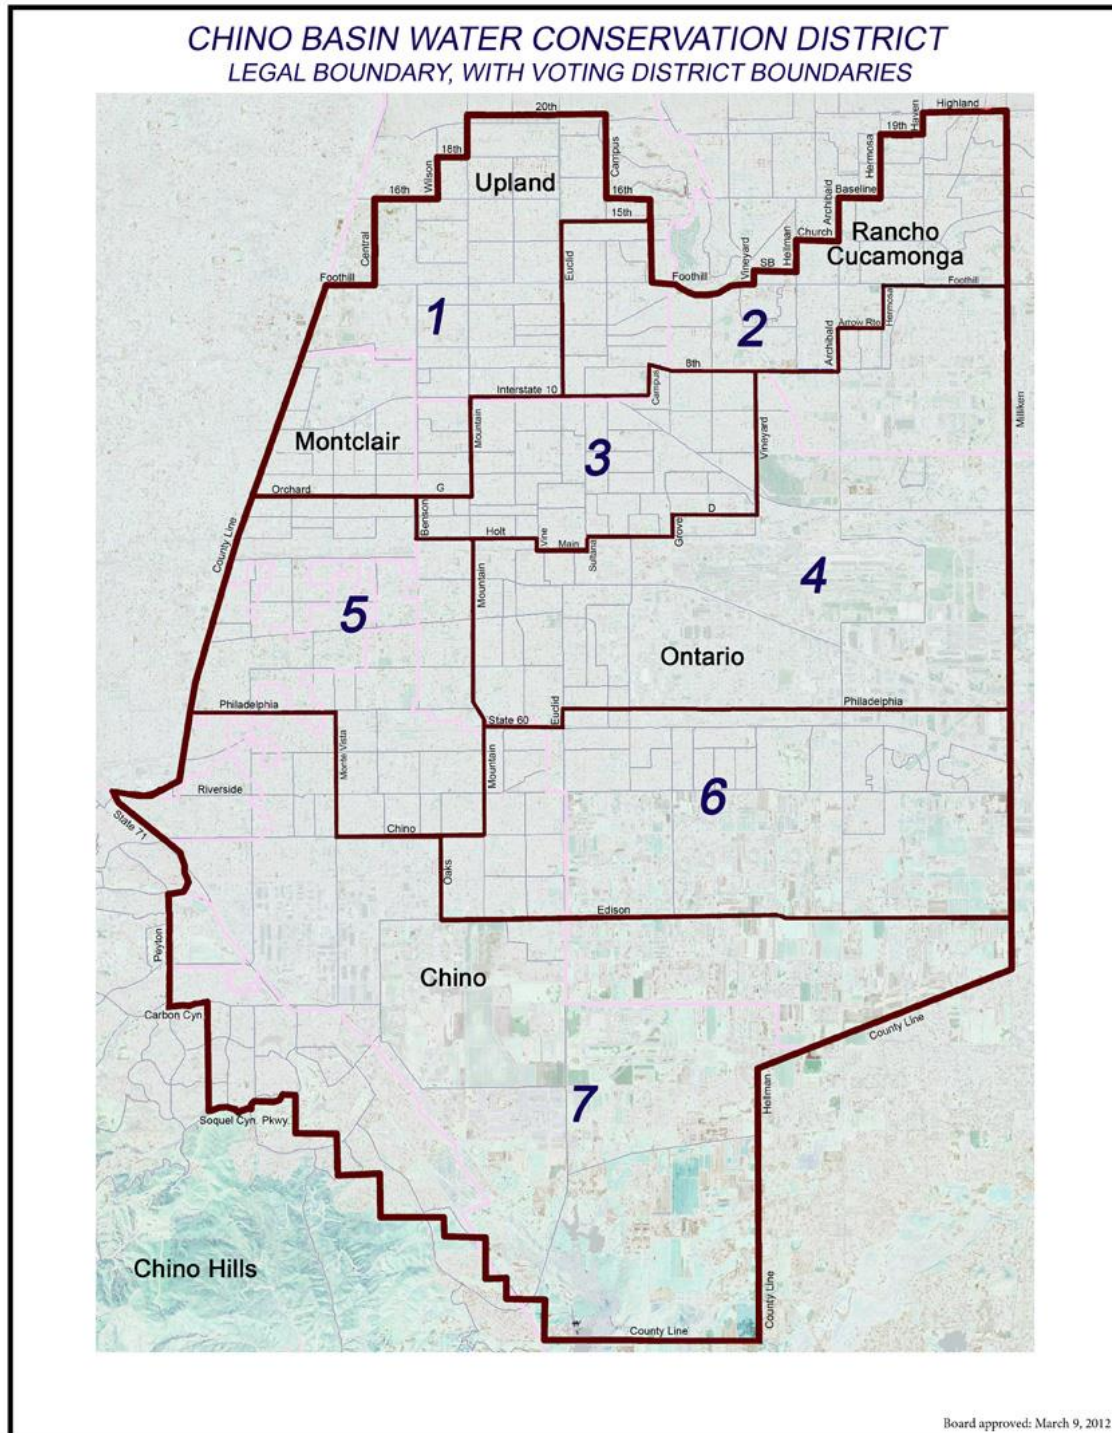 CHINO BASIN WATER CONSERVATION DISTRICT
LEGAL BOUNDARY, WITH VOTING DISTRICT BOUNDARIES
20th
Highland
Haven
19th
18th
Campus
Hermosa
Wilson
16th
Upland
16th
Baseline
Archibald
15th
Church
Rancho
Cucamonga
Central
Euclid
Hellman
Vineyard
SB
Foothill
Foothill
Foothill
1
2
Hermosa
Arrow Rte
Archibald
8th
Campus
Interstate 10
Milliken
Mountain
Vineyard
Montclair
3
Orchard
G
D
Benson
Holt
Vine
Main
Sultana
Grove
County Line
Mountain
4
5
Ontario
Philadelphia
Euclid
State 60
Philadelphia
Monte Vista
Mountain
Riverside
6
State 71
Chino
Oaks
Edison
Peyton
Chino
Carbon Cyn
County Line
Hellman
7
Soquel Cyn. Pkwy.
Chino Hills
County Line
County Line
Board approved: March 9, 2012